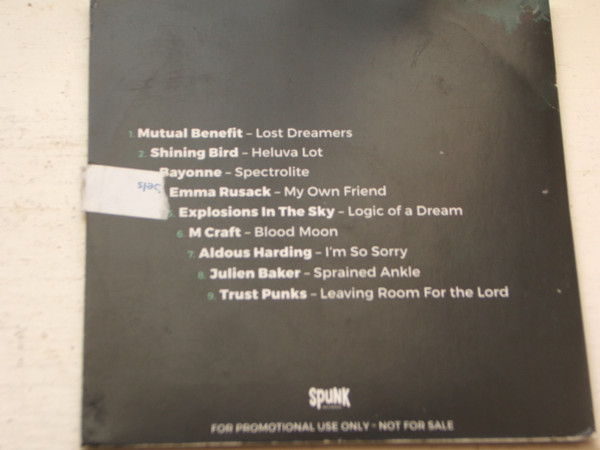 1. Mutual Benefit – Lost Dreamers
2. Shining Bird – Heluva Lot
Bayonne – Spectrolite
Emma Rusack – My Own Friend
5. Explosions In The Sky – Logic of a Dream
6. M Craft – Blood Moon
7. Aldous Harding – I'm So Sorry
8. Julien Baker – Sprained Ankle
9. Trust Punks – Leaving Room For the Lord
SPUNK
FOR PROMOTIONAL USE ONLY - NOT FOR SALE